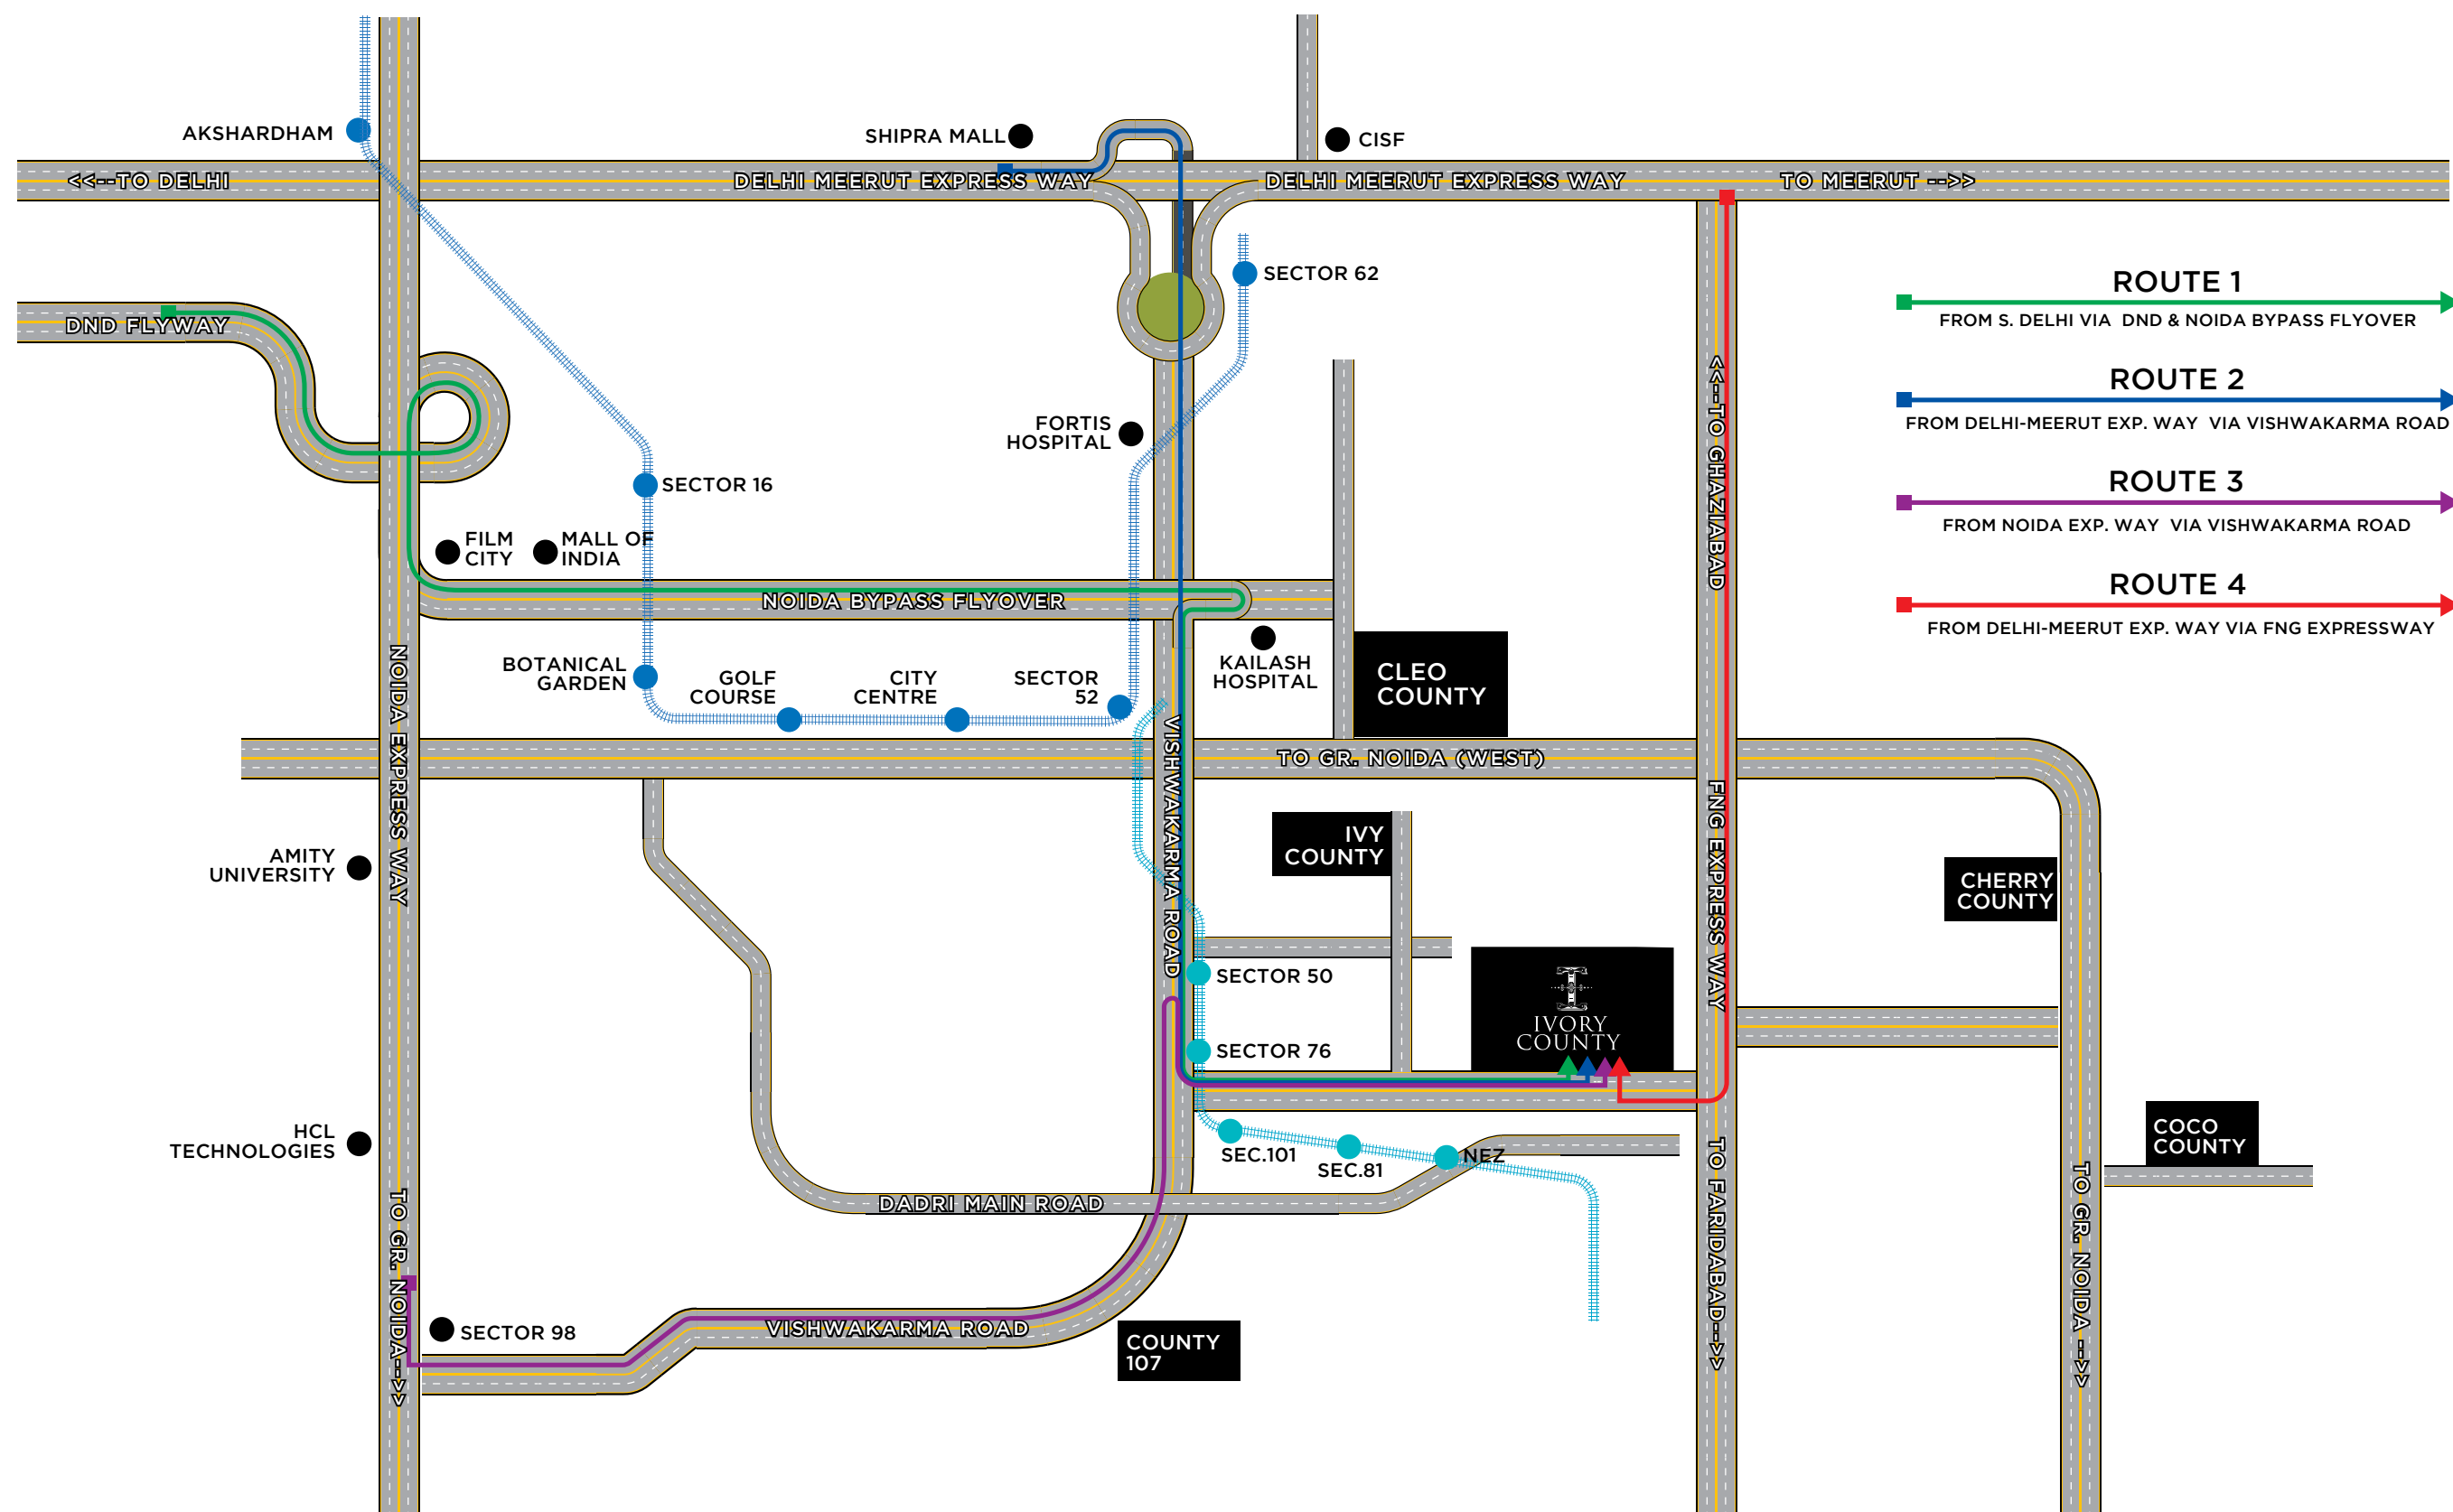 AKSHARDHAM
SHIPRA MALL
CISF
<<--TO DELHI
DELHI MEERUT EXPRESS WAY
DELHI MEERUT EXPRESS WAY
TO MEERUT -->>
SECTOR 62
ROUTE 1
FROM S. DELHI VIA DND & NOIDA BYPASS FLYOVER
DND FLYWAY
ROUTE 2
FROM DELHI-MEERUT EXP. WAY VIA VISHWAKARMA ROAD
FORTIS
HOSPITAL
<<--TO GHAZIABAD
SECTOR 16
ROUTE 3
FROM NOIDA EXP. WAY VIA VISHWAKARMA ROAD
FILM
CITY
MALL OF
INDIA
NOIDA BYPASS FLYOVER
ROUTE 4
FROM DELHI-MEERUT EXP. WAY VIA FNG EXPRESSWAY
BOTANICAL
GARDEN
GOLF
COURSE
CITY
CENTRE
SECTOR
52
KAILASH
HOSPITAL
CLEO
COUNTY
NOIDA EXPRESS WAY
VISHWAKARMA ROAD
TO GR. NOIDA (WEST)
FNG EXPRESS WAY
IVY
COUNTY
AMITY
UNIVERSITY
CHERRY
COUNTY
SECTOR 50
IVORY
COUNTY
SECTOR 76
HCL
TECHNOLOGIES
SEC.101
SEC.81
NEZ
COCO
COUNTY
DADRI MAIN ROAD
TO GR. NOIDA-->>
TO FARIDABAD-->>
TO GR. NOIDA -->>
SECTOR 98
VISHWAKARMA ROAD
COUNTY
107